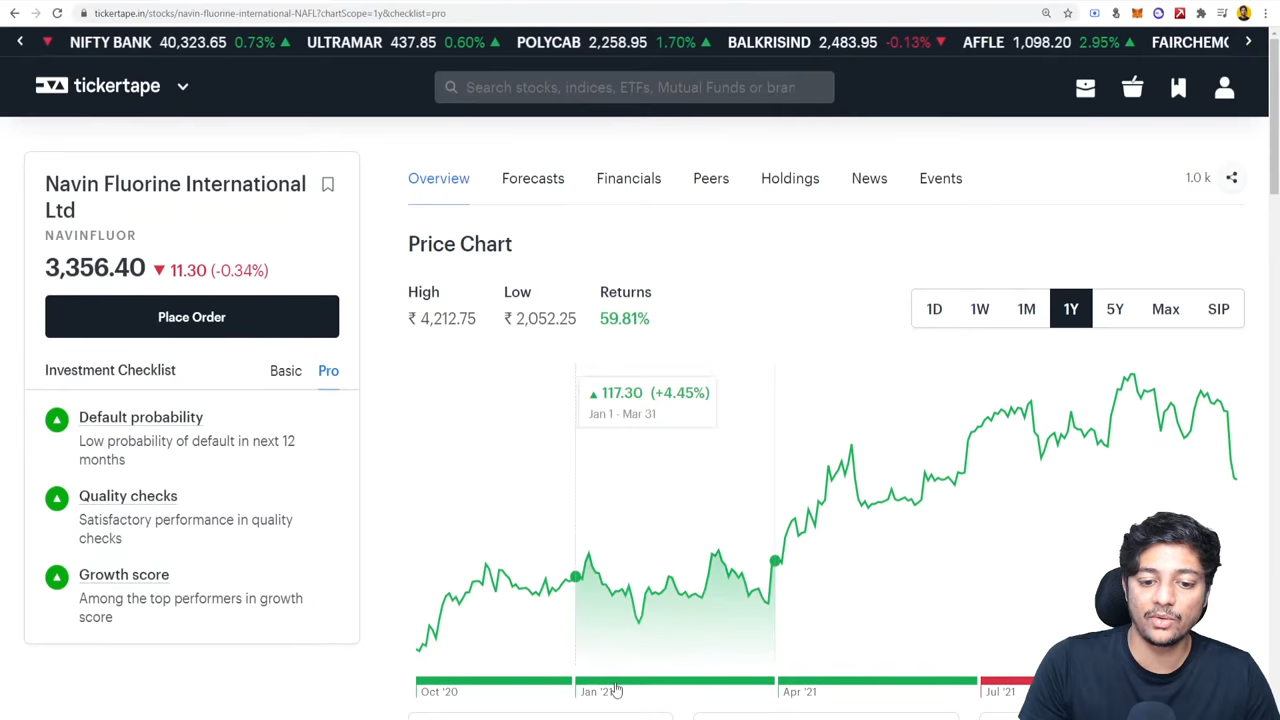 tickertape.in/stocks/navin-fluorine-international-NAFL?chartScope=1y&checklist=pro
NIFTY BANK 40,323.65 0.73% ULTRAMAR 437.85 0.60% POLYCAB 2,258.95 1.70% BALKRISIND 2,483.95 -0.13% AFFLE 1,098.20 2.95% FAIRCHEMO
tickertape
Search stocks, indices, ETFs, Mutual Funds or bran
Navin Fluorine International
Ltd
NAVINFLUOR
3,356.40 11.30 (-0.34%)
Place Order
Investment Checklist Basic Pro
Default probability
Low probability of default in next 12
months
Quality checks
Satisfactory performance in quality
checks
Growth score
Among the top performers in growth
score
Overview Forecasts Financials Peers Holdings News Events 1.0 k
Price Chart
High Low Returns
₹ 4,212.75 ₹ 2,052.25 59.81%
1D 1W 1M 1Y 5Y Max SIP
117.30 (+4.45%)
Jan 1 - Mar 31
Oct '20 Jan '21 Apr '21 Jul '21